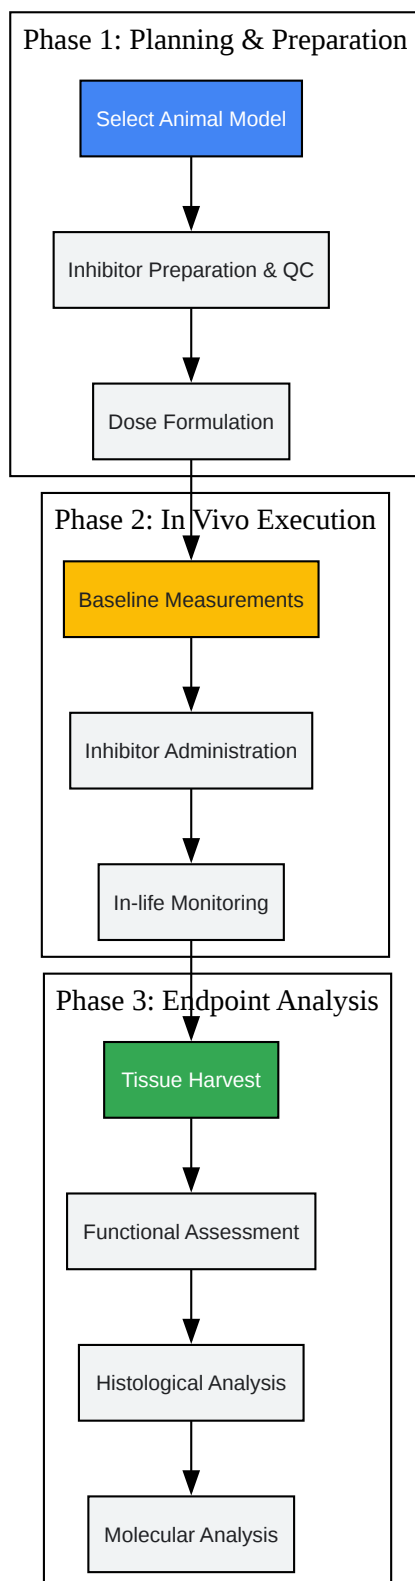 Phase 1: Planning & Preparation
Select Animal Model
Inhibitor Preparation & QC
Dose Formulation
Phase 2: In Vivo Execution
Baseline Measurements
Inhibitor Administration
In-life Monitoring
Phase 3: Endpoint Analysis
Tissue Harvest
Functional Assessment
Histological Analysis
Molecular Analysis